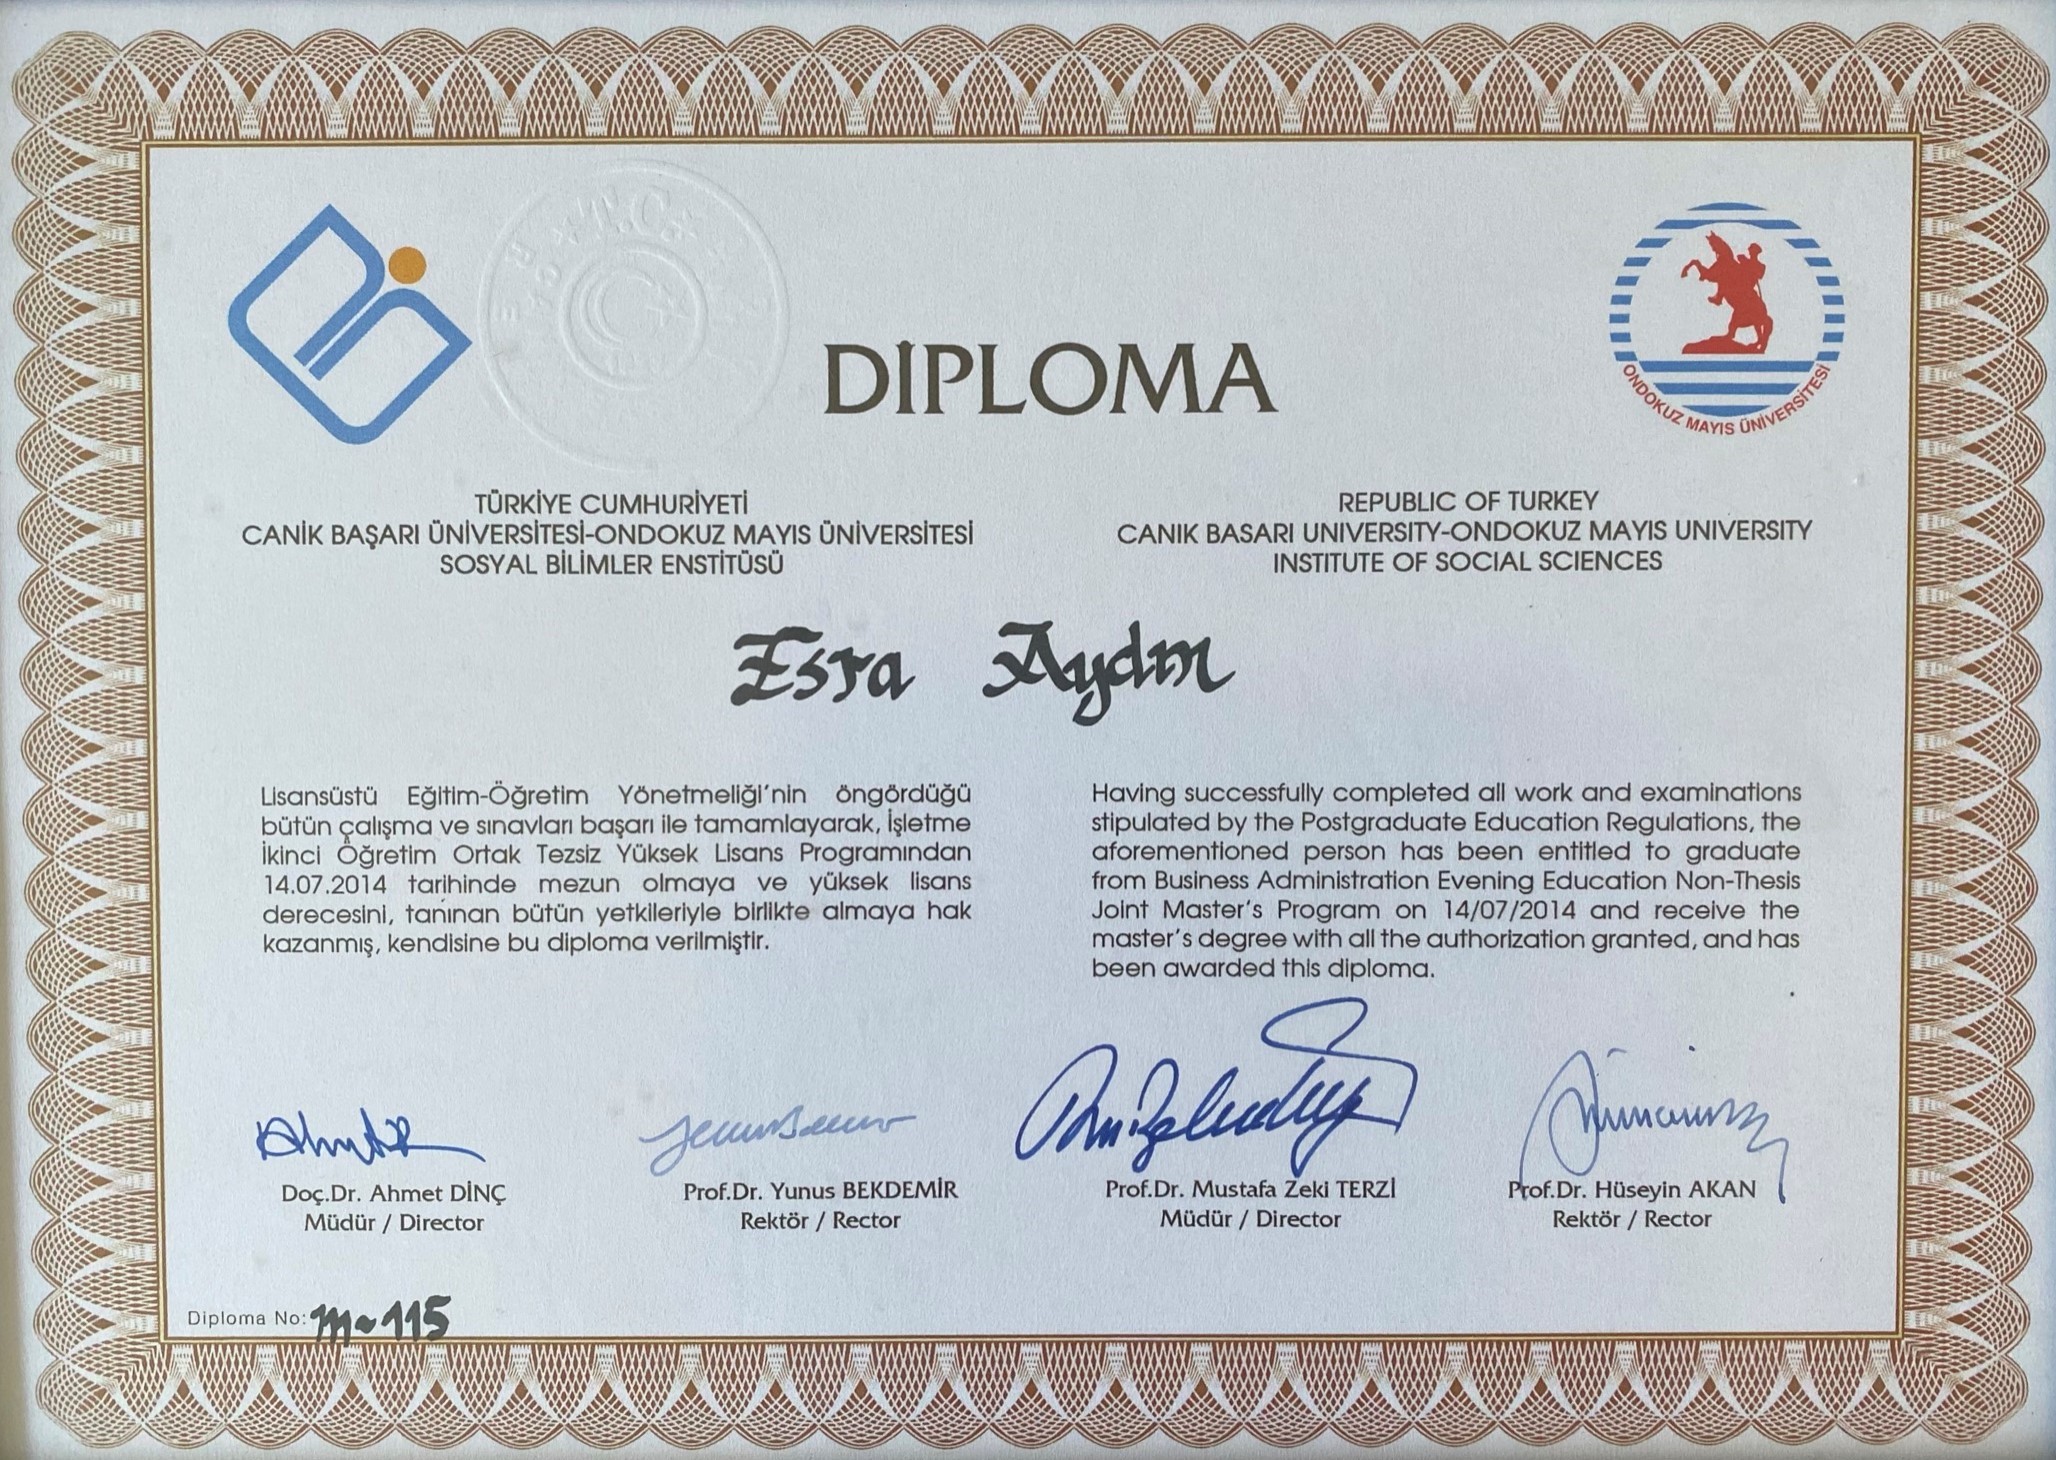 T.C.
DİPLOMA
ONDOKUZ MAYIS ÜNİVERSİTESİ
TÜRKİYE CUMHURİYETİ
CANİK BAŞARI ÜNİVERSİTESİ-ONDOKUZ MAYIS ÜNİVERSİTESİ
SOSYAL BİLİMLER ENSTİTÜSÜ
REPUBLIC OF TURKEY
CANIK BASARI UNIVERSITY-ONDOKUZ MAYIS UNIVERSITY
INSTITUTE OF SOCIAL SCIENCES
Esra Aydın
Lisansüstü Eğitim-Öğretim Yönetmeliği'nin öngördüğü
bütün çalışma ve sınavları başarı ile tamamlayarak, İşletme
İkinci Öğretim Ortak Tezsiz Yüksek Lisans Programından
14.07.2014 tarihinde mezun olmaya ve yüksek lisans
derecesini, tanınan bütün yetkileriyle birlikte almaya hak
kazanmış, kendisine bu diploma verilmiştir.
Having successfully completed all work and examinations
stipulated by the Postgraduate Education Regulations, the
aforementioned person has been entitled to graduate
from Business Administration Evening Education Non-Thesis
Joint Master's Program on 14/07/2014 and receive the
master's degree with all the authorization granted, and has
been awarded this diploma.
Doç.Dr. Ahmet DİNÇ
Müdür / Director
Prof.Dr. Yunus BEKDEMİR
Rektör / Rector
Prof.Dr. Mustafa Zeki TERZİ
Müdür / Director
Prof.Dr. Hüseyin AKAN
Rektör / Rector
Diploma No: M-115